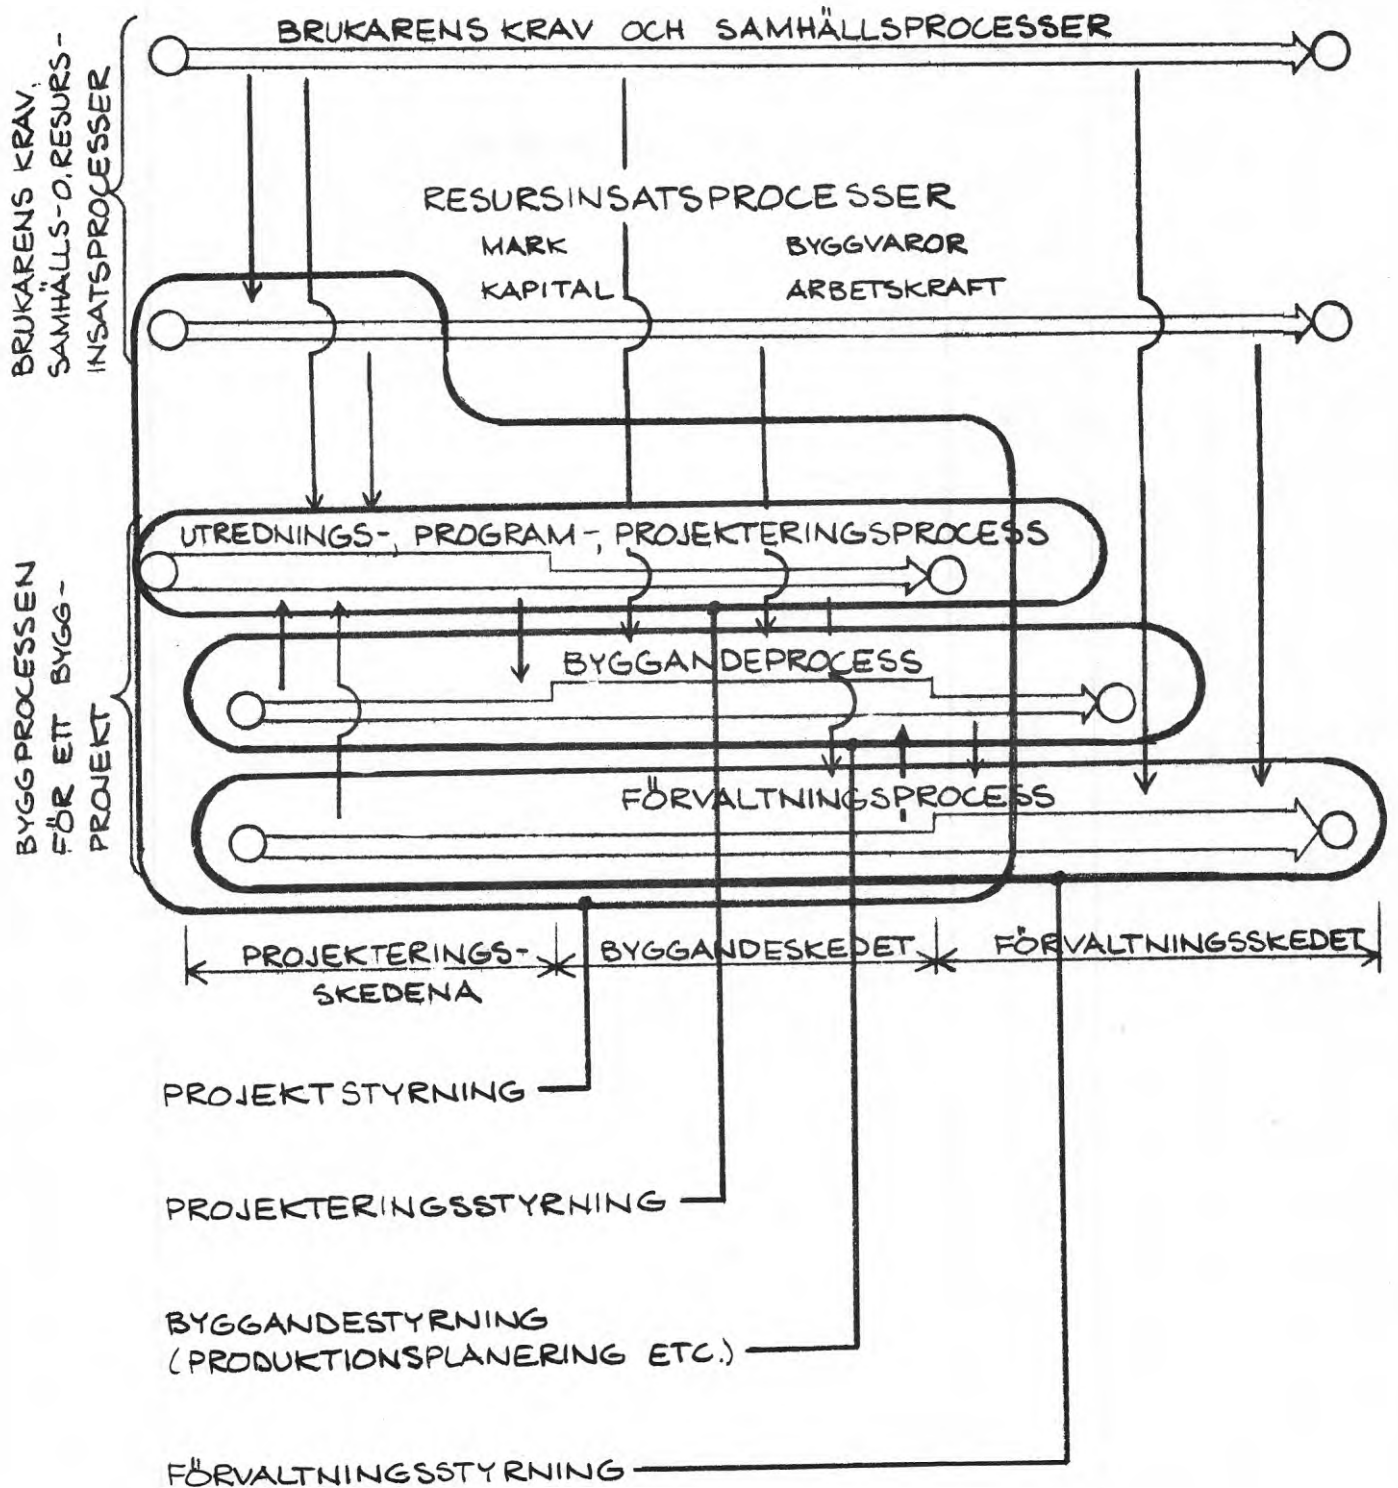 BRUKARENS KRAV OCH SAMHÄLLSPROCESSER
BRUKARENS KRAV,
SAMHÄLLS- O. RESURS-
INSATSPROCESSER
RESURSINSATSPROCESSER
MARK
BYGGVAROR
KAPITAL
ARBETSKRAFT
BYGGPROCESSEN
FÖR ETT BYGG-
PROJEKT
UTREDNINGS-, PROGRAM-, PROJEKTERINGSPROCESS
BYGGANDEPROCESS
FÖRVALTNINGSPROCESS
PROJEKTERINGS-
SKEDENA
BYGGANDESKEDET
FÖRVALTNINGSSKEDET
PROJEKTSTYRNING
PROJEKTERINGSSTYRNING
BYGGANDESTYRNING
(PRODUKTIONSPLANERING ETC.)
FÖRVALTNINGSSTYRNING